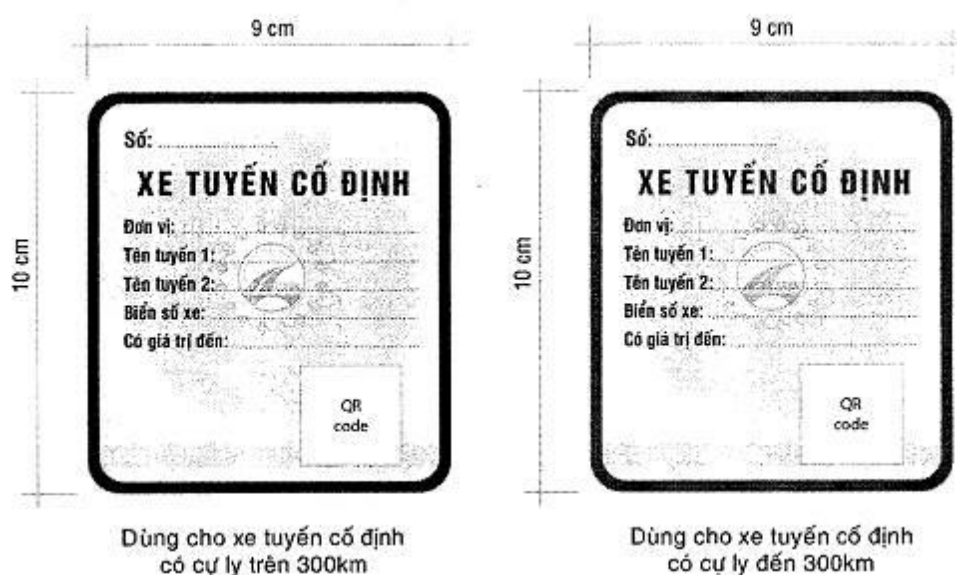 9 cm
10 cm
Số: ....................
XE TUYẾN CỐ ĐỊNH
Đơn vị: ....................
Tên tuyến 1: ....................
Tên tuyến 2: ....................
Biển số xe: ....................
Có giá trị đến: ....................
QR
code
Dùng cho xe tuyến cố định
có cự ly trên 300km
9 cm
10 cm
Số: ....................
XE TUYẾN CỐ ĐỊNH
Đơn vị: ....................
Tên tuyến 1: ....................
Tên tuyến 2: ....................
Biển số xe: ....................
Có giá trị đến: ....................
QR
code
Dùng cho xe tuyến cố định
có cự ly đến 300km